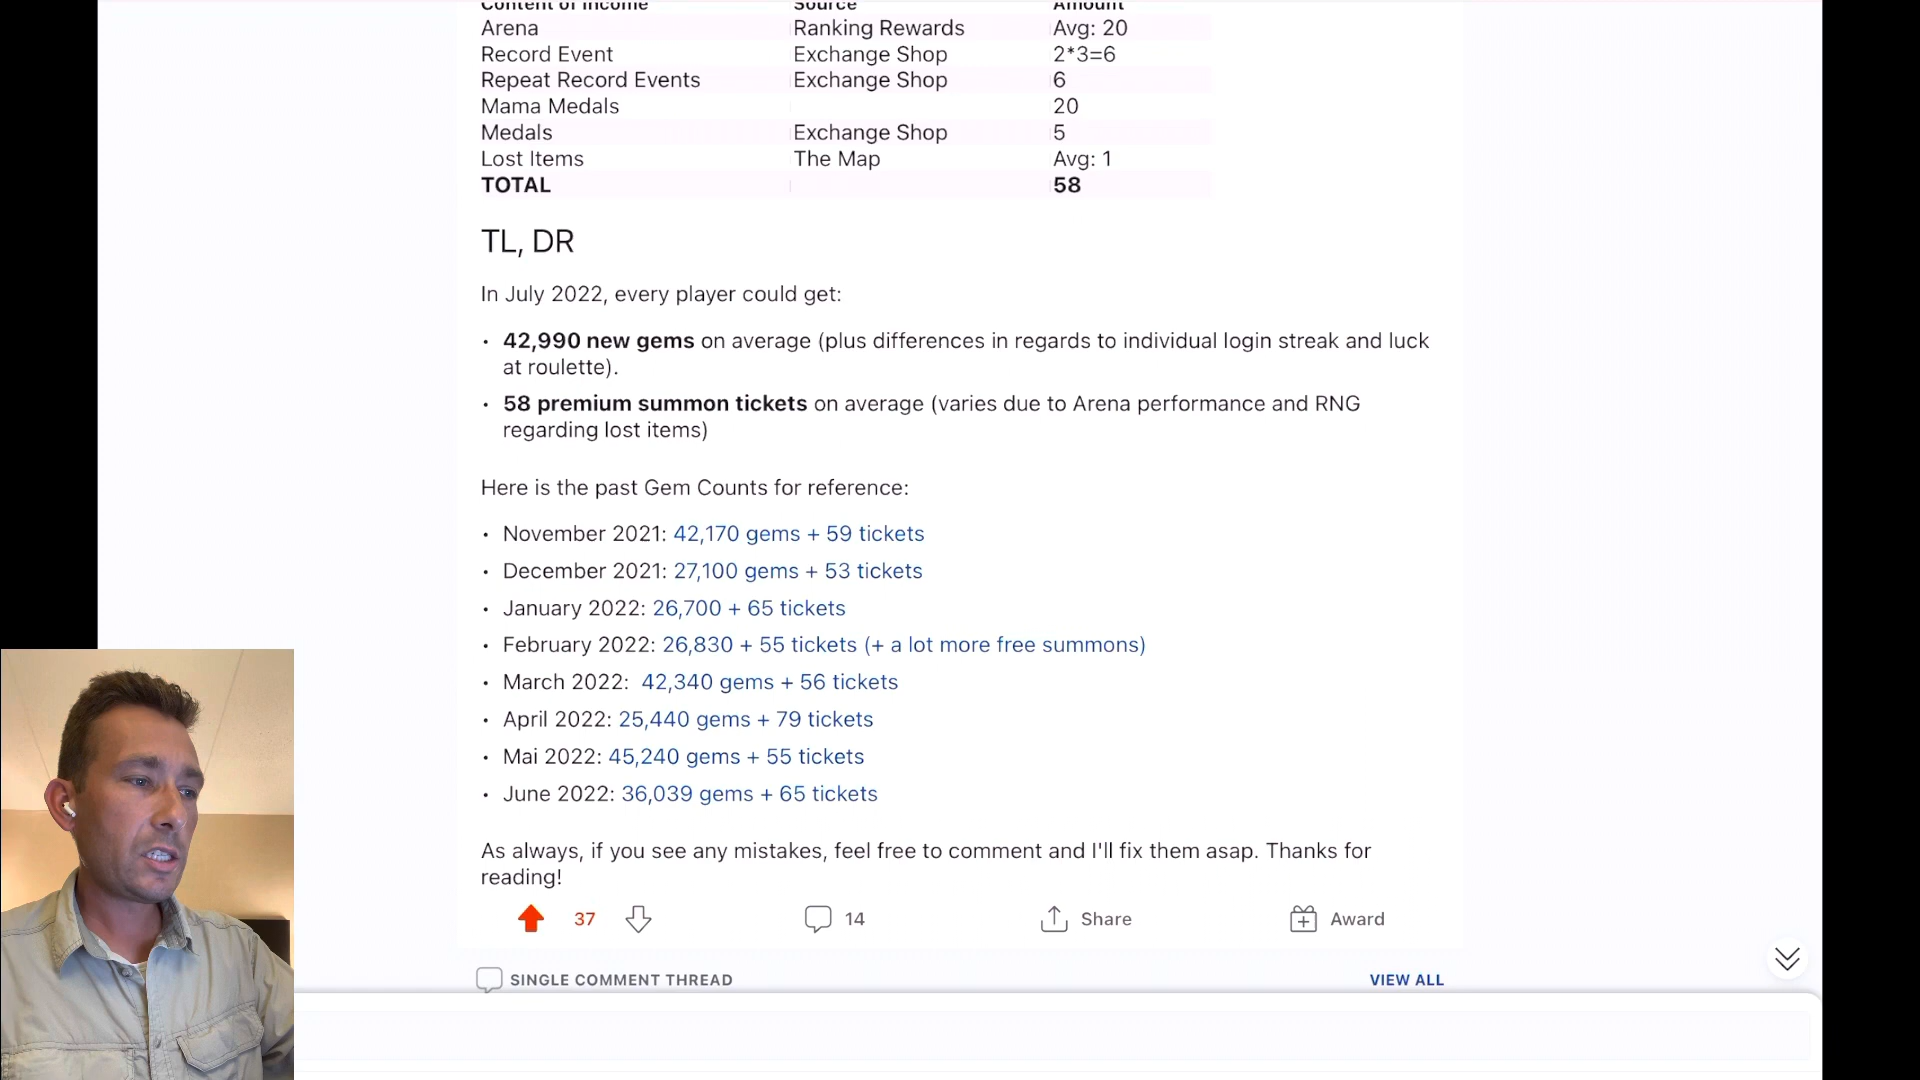 Content of Income Source Amount
Arena Ranking Rewards Avg: 20
Record Event Exchange Shop 2*3=6
Repeat Record Events Exchange Shop 6
Mama Medals 20
Medals Exchange Shop 5
Lost Items The Map Avg: 1
TOTAL 58
TL, DR
In July 2022, every player could get:
• 42,990 new gems on average (plus differences in regards to individual login streak and luck
at roulette).
• 58 premium summon tickets on average (varies due to Arena performance and RNG
regarding lost items)
Here is the past Gem Counts for reference:
• November 2021: 42,170 gems + 59 tickets
• December 2021: 27,100 gems + 53 tickets
• January 2022: 26,700 + 65 tickets
• February 2022: 26,830 + 55 tickets (+ a lot more free summons)
• March 2022: 42,340 gems + 56 tickets
• April 2022: 25,440 gems + 79 tickets
• Mai 2022: 45,240 gems + 55 tickets
• June 2022: 36,039 gems + 65 tickets
As always, if you see any mistakes, feel free to comment and I'll fix them asap. Thanks for
reading!
37 14 Share Award
SINGLE COMMENT THREAD VIEW ALL